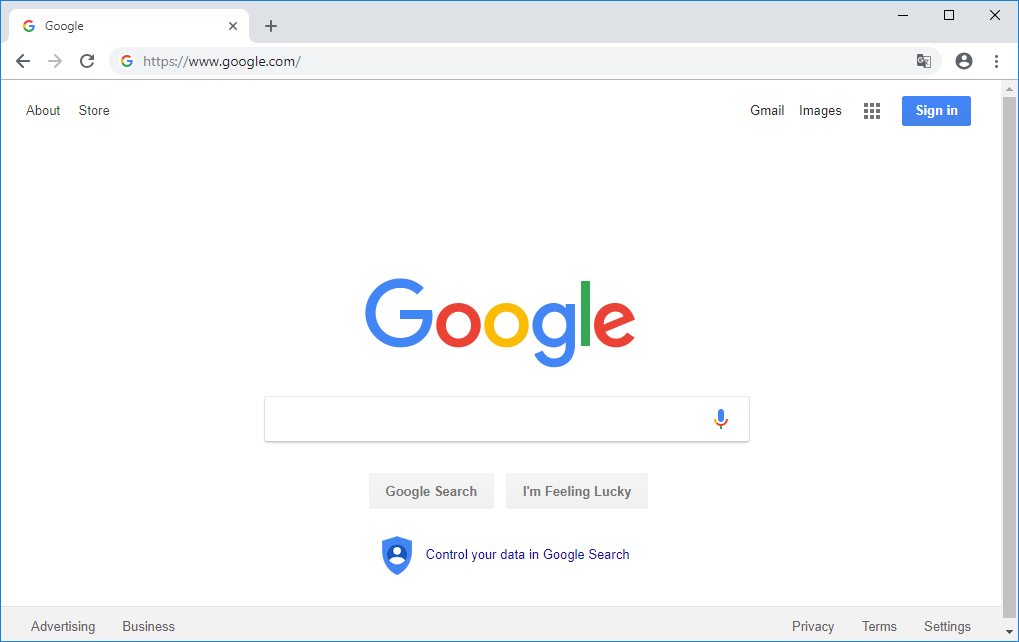 Google
https://www.google.com/
About Store Gmail Images Sign in
Google
Google Search I'm Feeling Lucky
Control your data in Google Search
Advertising Business Privacy Terms Settings